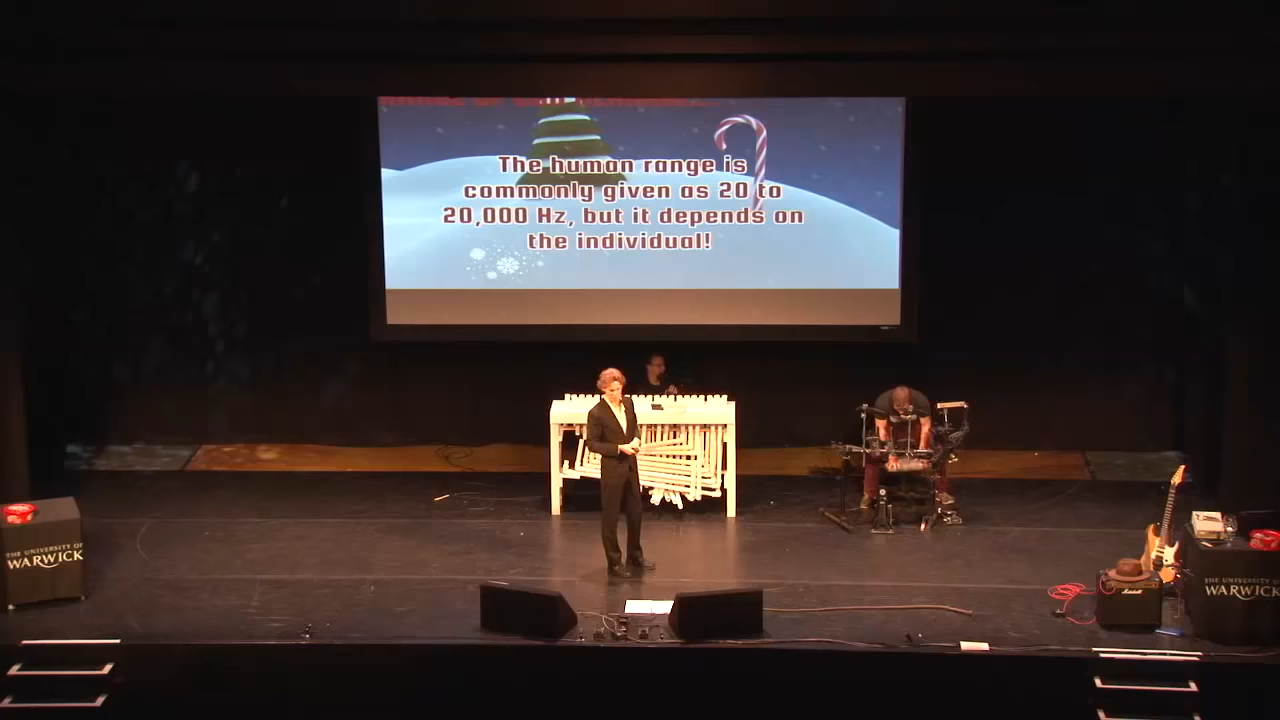 The human range is
commonly given as 20 to
20,000 Hz, but it depends on
the individual!
THE UNIVERSITY OF
WARWICK
Marshall
THE UNIVERSITY OF
WARWICK